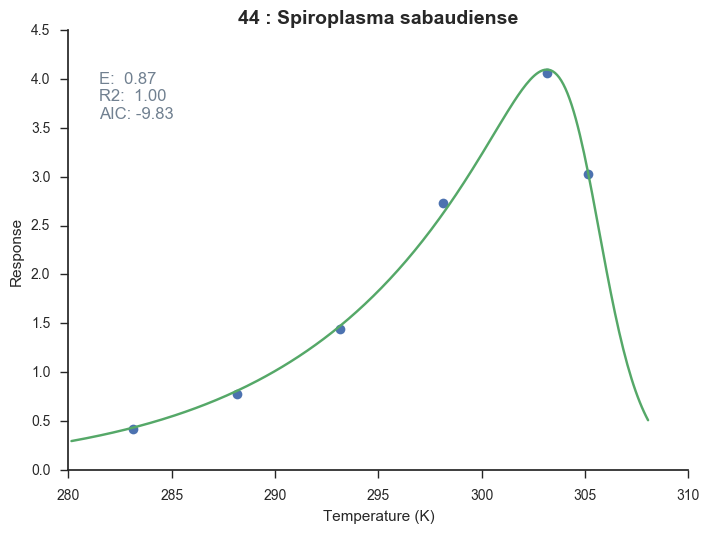 44 : Spiroplasma sabaudiense
E:  0.87
R2:  1.00
AIC: -9.83
Response
4.5
4.0
3.5
3.0
2.5
2.0
1.5
1.0
0.5
0.0
280 285 290 295 300 305 310
Temperature (K)